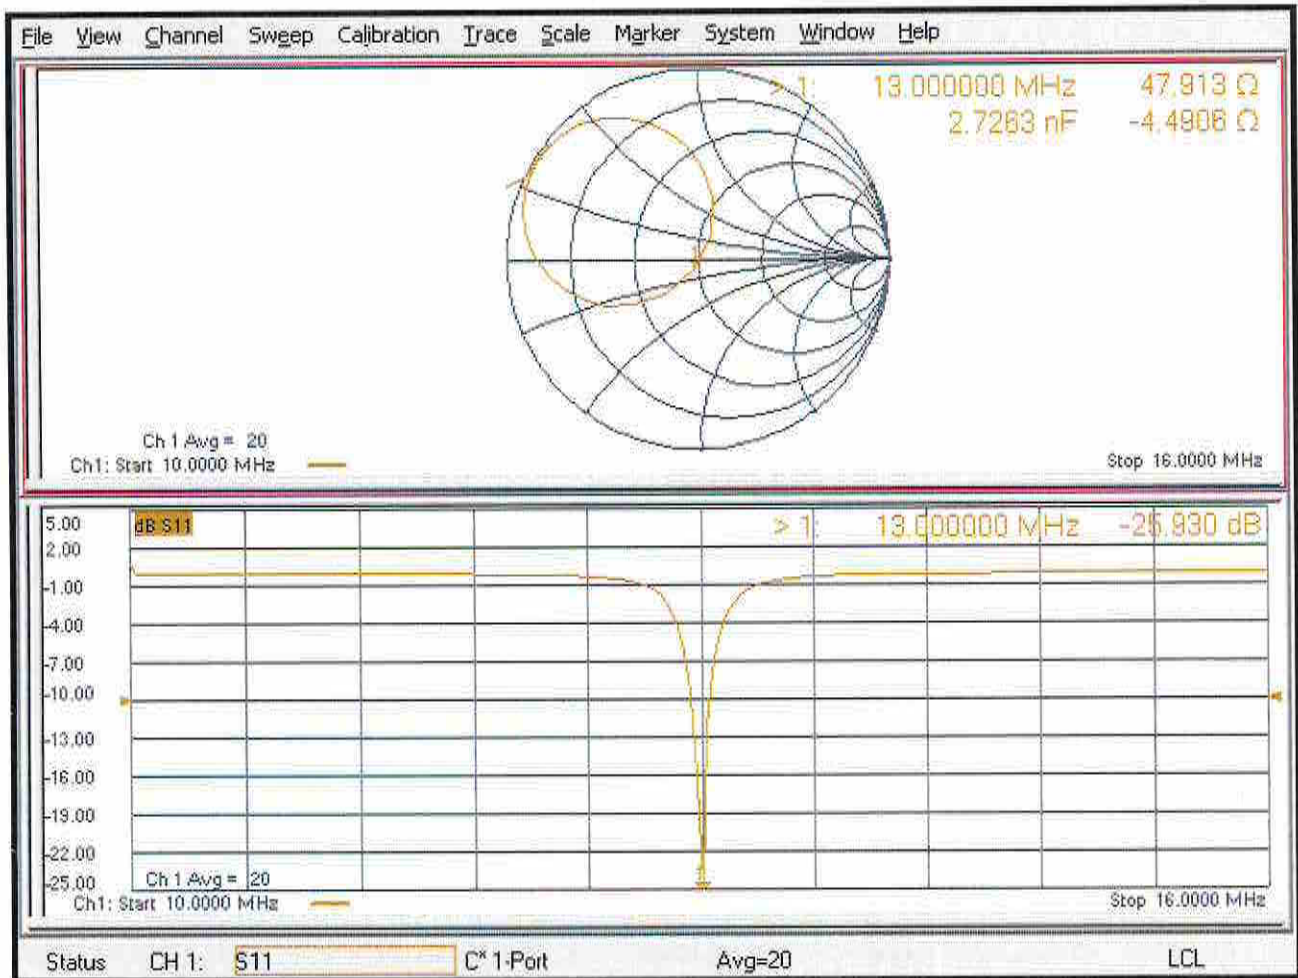 File View Channel Sweep Calibration Trace Scale Marker System Window Help
> 1: 13.000000 MHz 47.913 Ω
2.7263 nF -4.4906 Ω
Ch 1 Avg = 20
Ch1: Start 10.0000 MHz
Stop 16.0000 MHz
5.00
dB S11
> 1: 13.000000 MHz -25.930 dB
2.00
-1.00
-4.00
-7.00
-10.00
-13.00
-16.00
-19.00
-22.00
-25.00
Ch 1 Avg = 20
Ch1: Start 10.0000 MHz
Stop 16.0000 MHz
Status CH 1: S11 C* 1-Port Avg=20 LCL